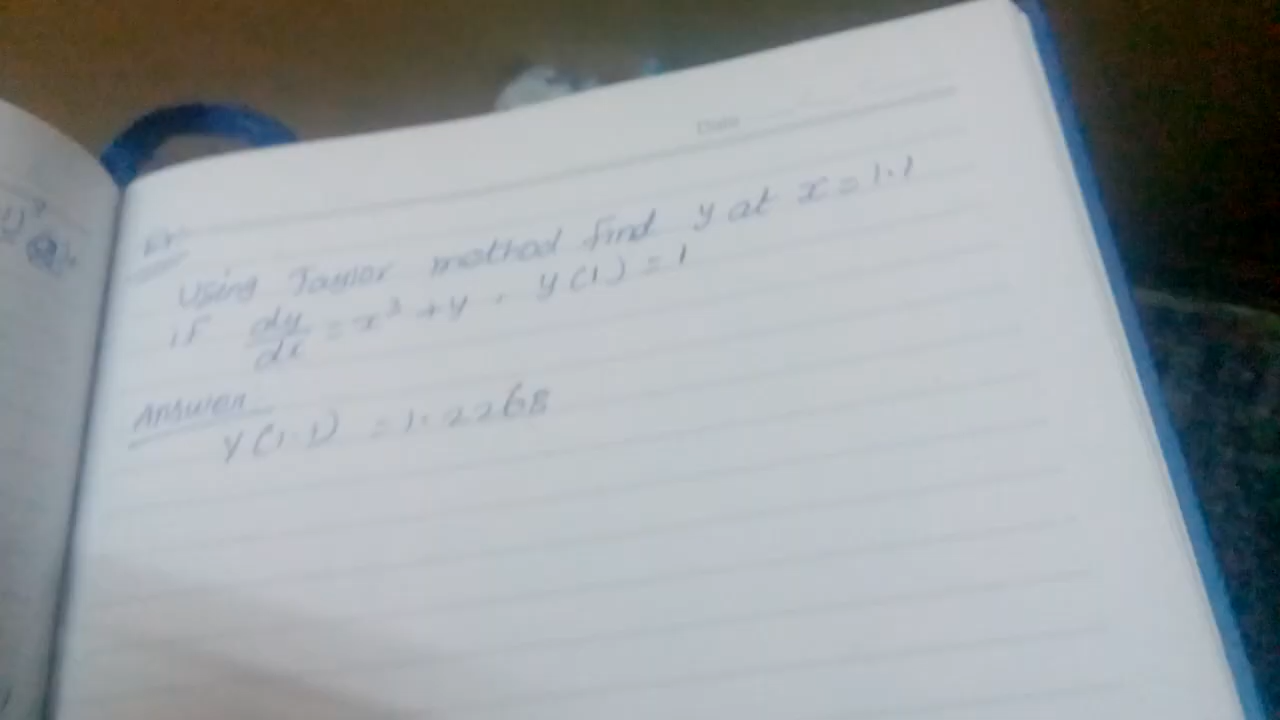 Date
Ex
Using Taylor method find y at x = 1.1
if dy/dx = x³ + y, y(1) = 1
Answer
y(1.1) = 1.2268